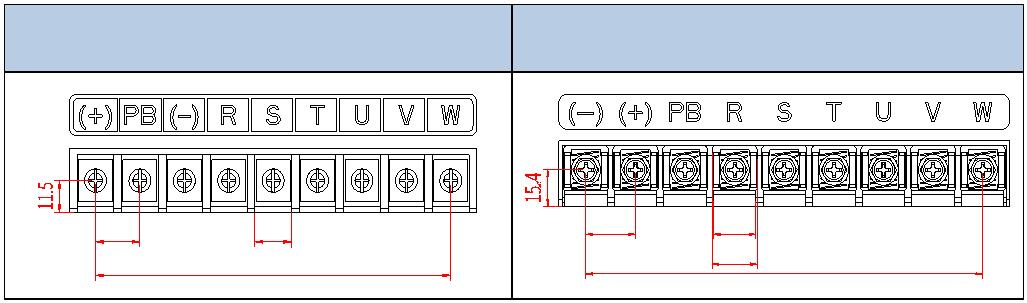 (+) PB (−) R S T U V W
11.5
(−) (+) PB R S T U V W
15.4